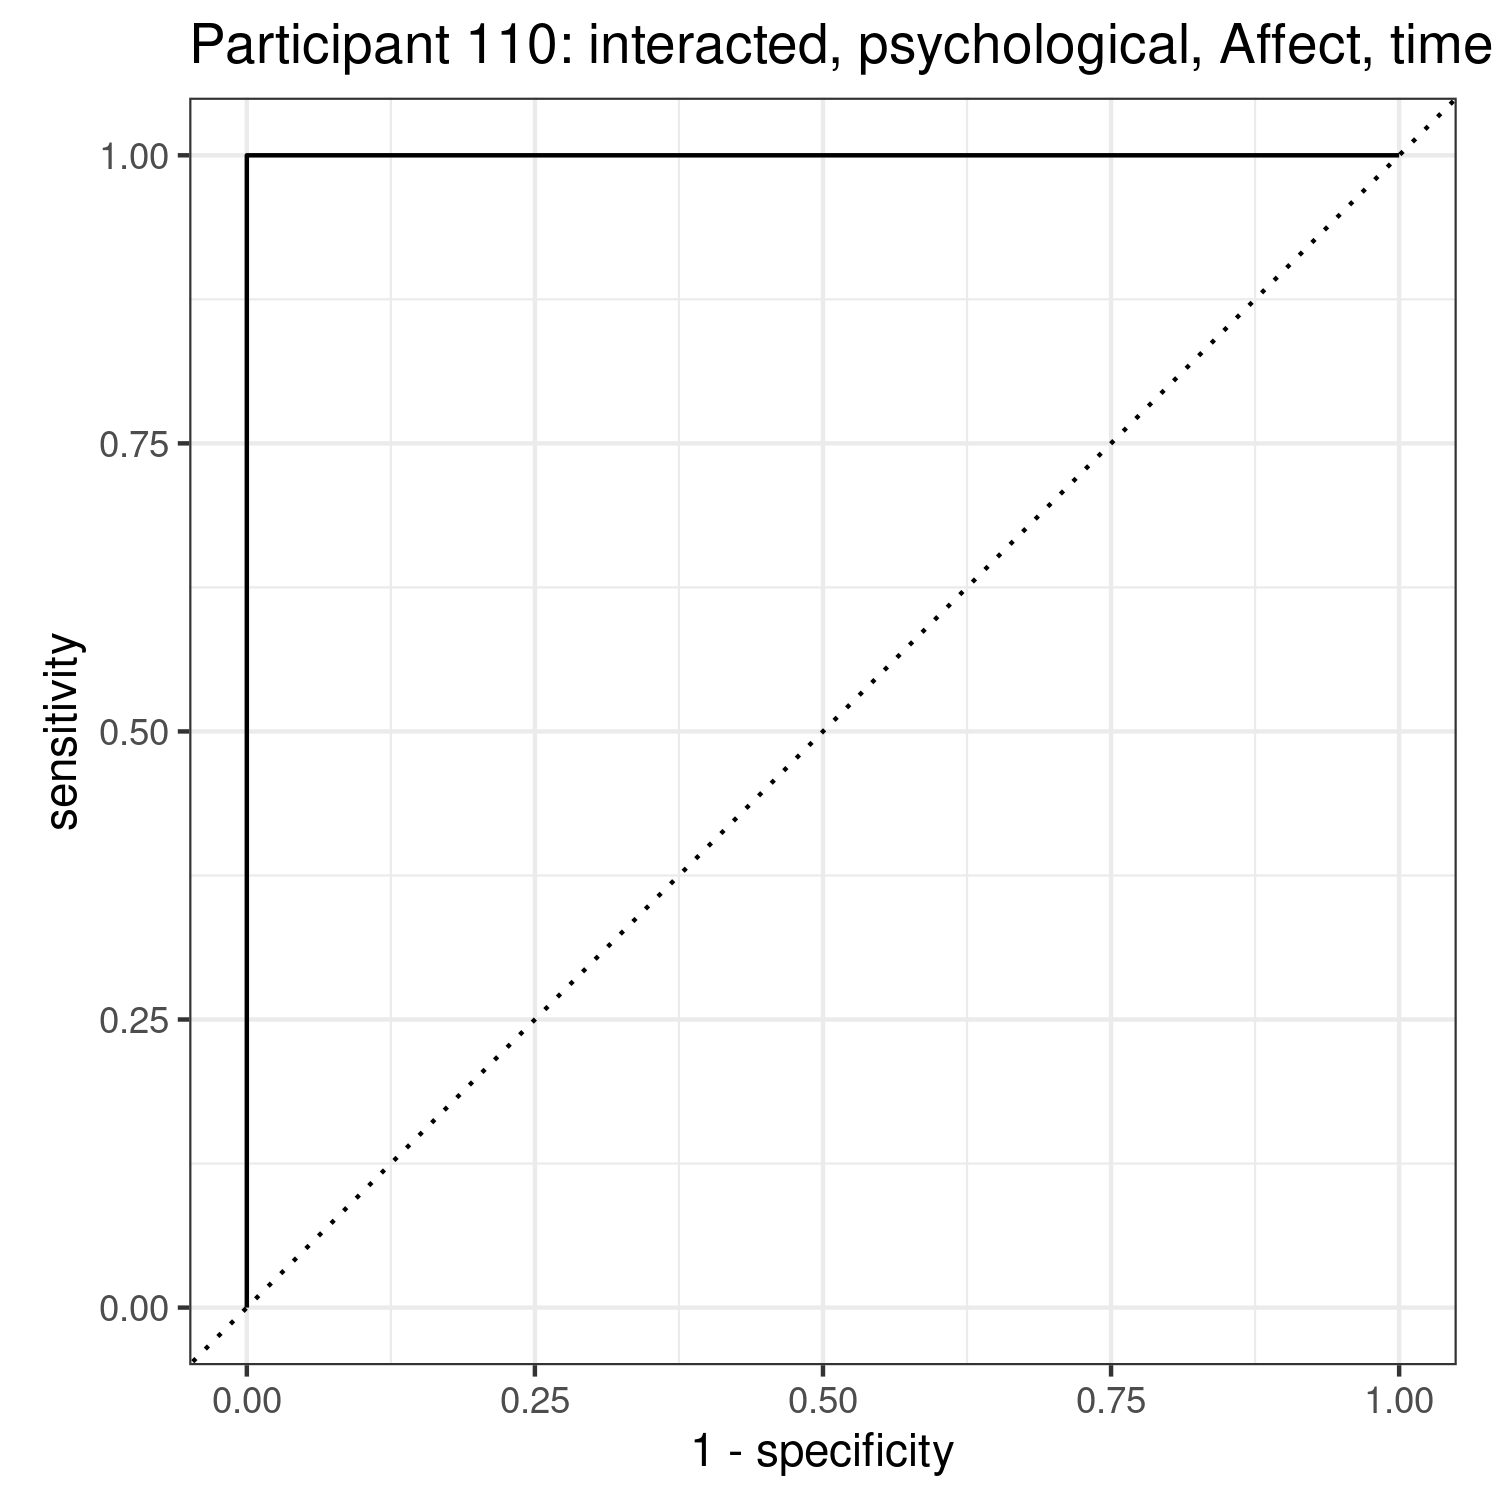 Participant 110: interacted, psychological, Affect, time
1.00
0.75
0.50
0.25
0.00
sensitivity
0.00 0.25 0.50 0.75 1.00
1 - specificity